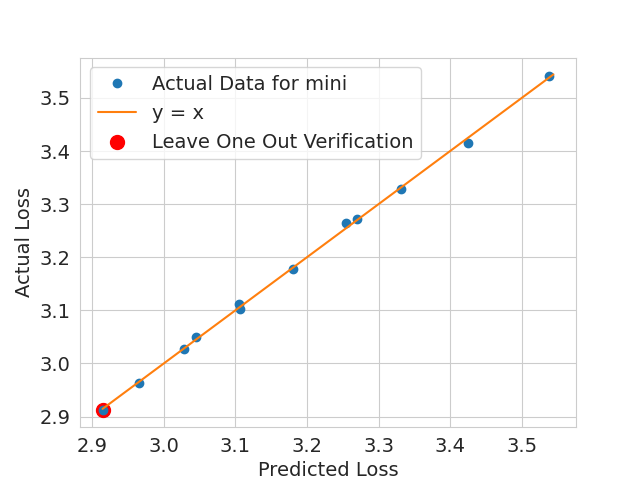 Actual Data for mini
y = x
Leave One Out Verification
Actual Loss
3.5
3.4
3.3
3.2
3.1
3.0
2.9
2.9 3.0 3.1 3.2 3.3 3.4 3.5
Predicted Loss